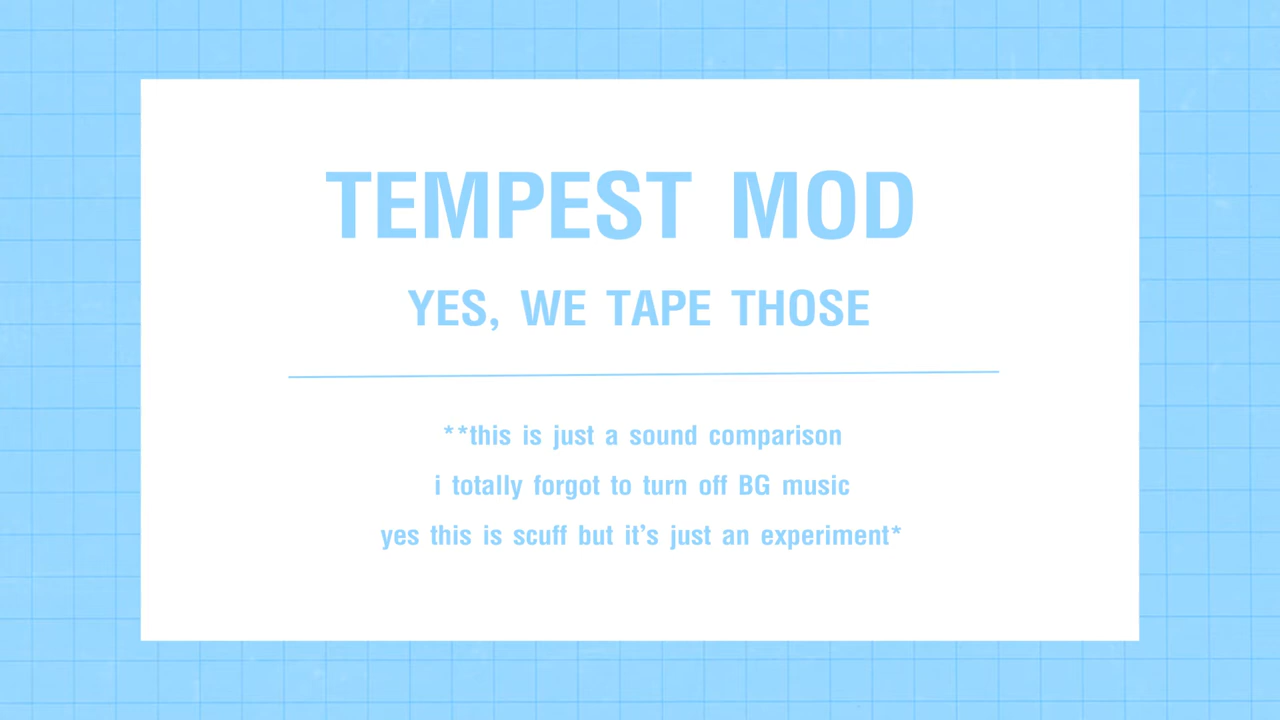 TEMPEST MOD
YES, WE TAPE THOSE
**this is just a sound comparison
i totally forgot to turn off BG music
yes this is scuff but it’s just an experiment*